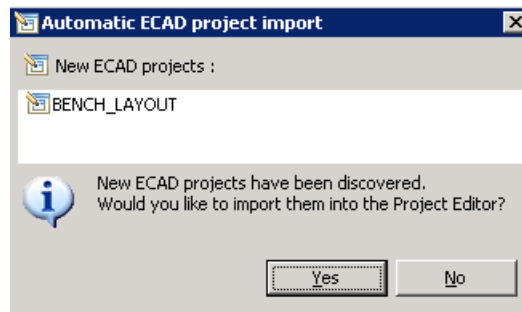 Automatic ECAD project import
New ECAD projects :
BENCH_LAYOUT
New ECAD projects have been discovered.
Would you like to import them into the Project Editor?
Yes
No